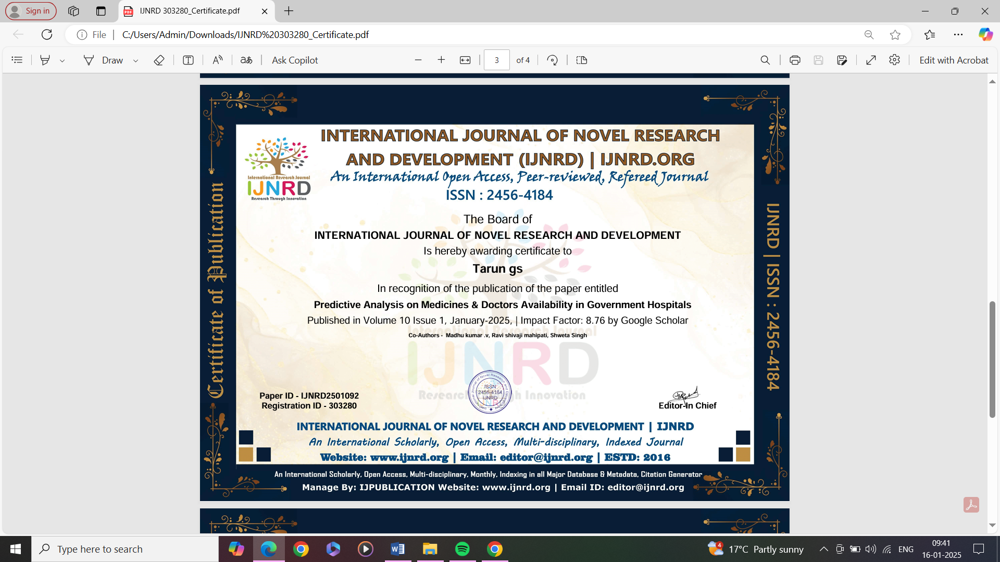 Sign in
IJNRD 303280_Certificate.pdf
File
C:/Users/Admin/Downloads/IJNRD%20303280_Certificate.pdf
Draw
Ask Copilot
3 of 4
Edit with Acrobat
INTERNATIONAL JOURNAL OF NOVEL RESEARCH
AND DEVELOPMENT (IJNRD) | IJNRD.ORG
An International Open Access, Peer-reviewed, Refereed Journal
ISSN : 2456-4184
International Research Journal
IJNRD
Research Through Innovation
Certificate of Publication
IJNRD | ISSN : 2456-4184
The Board of
INTERNATIONAL JOURNAL OF NOVEL RESEARCH AND DEVELOPMENT
Is hereby awarding certificate to
Tarun gs
In recognition of the publication of the paper entitled
Predictive Analysis on Medicines & Doctors Availability in Government Hospitals
Published in Volume 10 Issue 1, January-2025, | Impact Factor: 8.76 by Google Scholar
Co-Authors - Madhu kumar .v, Ravi shivaji mahipati, Shweta Singh
International Research Journal
IJNRD
Research Through Innovation
Paper ID - IJNRD2501092
Registration ID - 303280
ISSN
2456-4184
IJNRD
Editor-In Chief
INTERNATIONAL JOURNAL OF NOVEL RESEARCH AND DEVELOPMENT | IJNRD
An International Scholarly, Open Access, Multi-disciplinary, Indexed Journal
Website: www.ijnrd.org | Email: editor@ijnrd.org | ESTD: 2016
An International Scholarly, Open Access, Multi-disciplinary, Monthly, Indexing in all Major Database & Metadata, Citation Generator
Manage By: IJPUBLICATION Website: www.ijnrd.org | Email ID: editor@ijnrd.org
Type here to search
4
17°C Partly sunny
ENG
09:41
16-01-2025